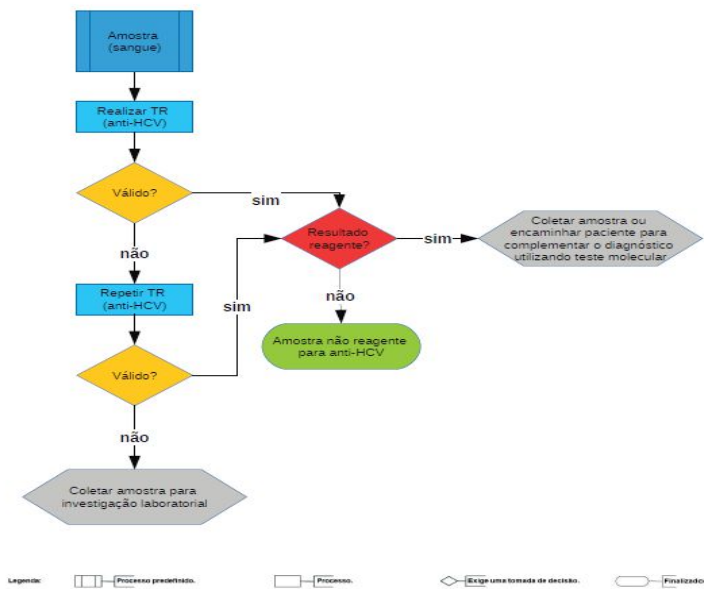 Amostra
(sangue)
Realizar TR
(anti-HCV)
Válido?
sim
não
Resultado
reagente?
sim
Coletar amostra ou
encaminhar paciente para
complementar o diagnóstico
utilizando teste molecular
não
Repetir TR
(anti-HCV)
sim
Amostra não reagente
para anti-HCV
Válido?
não
Coletar amostra para
investigação laboratorial
Legenda:
Processo predefinido.
Processo.
Exige uma tomada de decisão.